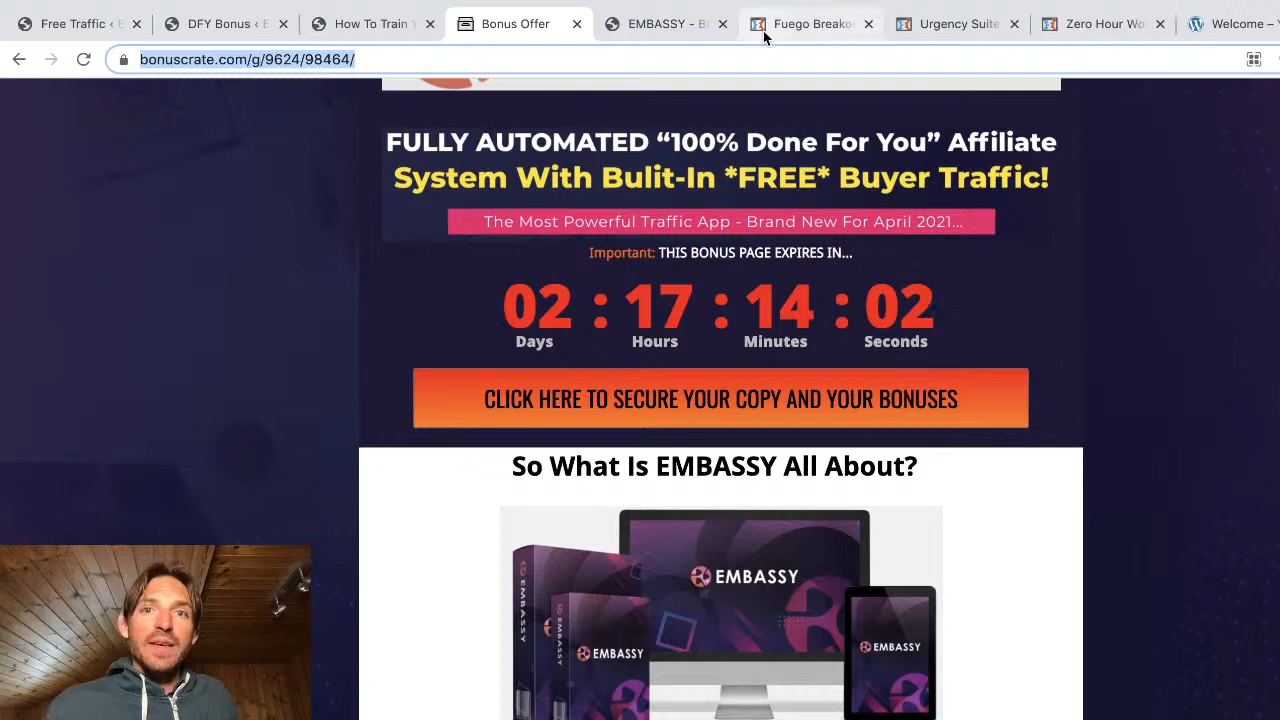 Free Traffic ‹ E
DFY Bonus ‹ E
How To Train Y
Bonus Offer
EMBASSY - B
Fuego Breako
Urgency Suite
Zero Hour Wo
Welcome –
bonuscrate.com/g/9624/98464/
FULLY AUTOMATED “100% Done For You” Affiliate
System With Bulit-In *FREE* Buyer Traffic!
The Most Powerful Traffic App - Brand New For April 2021...
Important: THIS BONUS PAGE EXPIRES IN...
02 : 17 : 14 : 02
Days Hours Minutes Seconds
CLICK HERE TO SECURE YOUR COPY AND YOUR BONUSES
So What Is EMBASSY All About?
EMBASSY
EMBASSY
EMBASSY
EMBASSY
EMBASSY